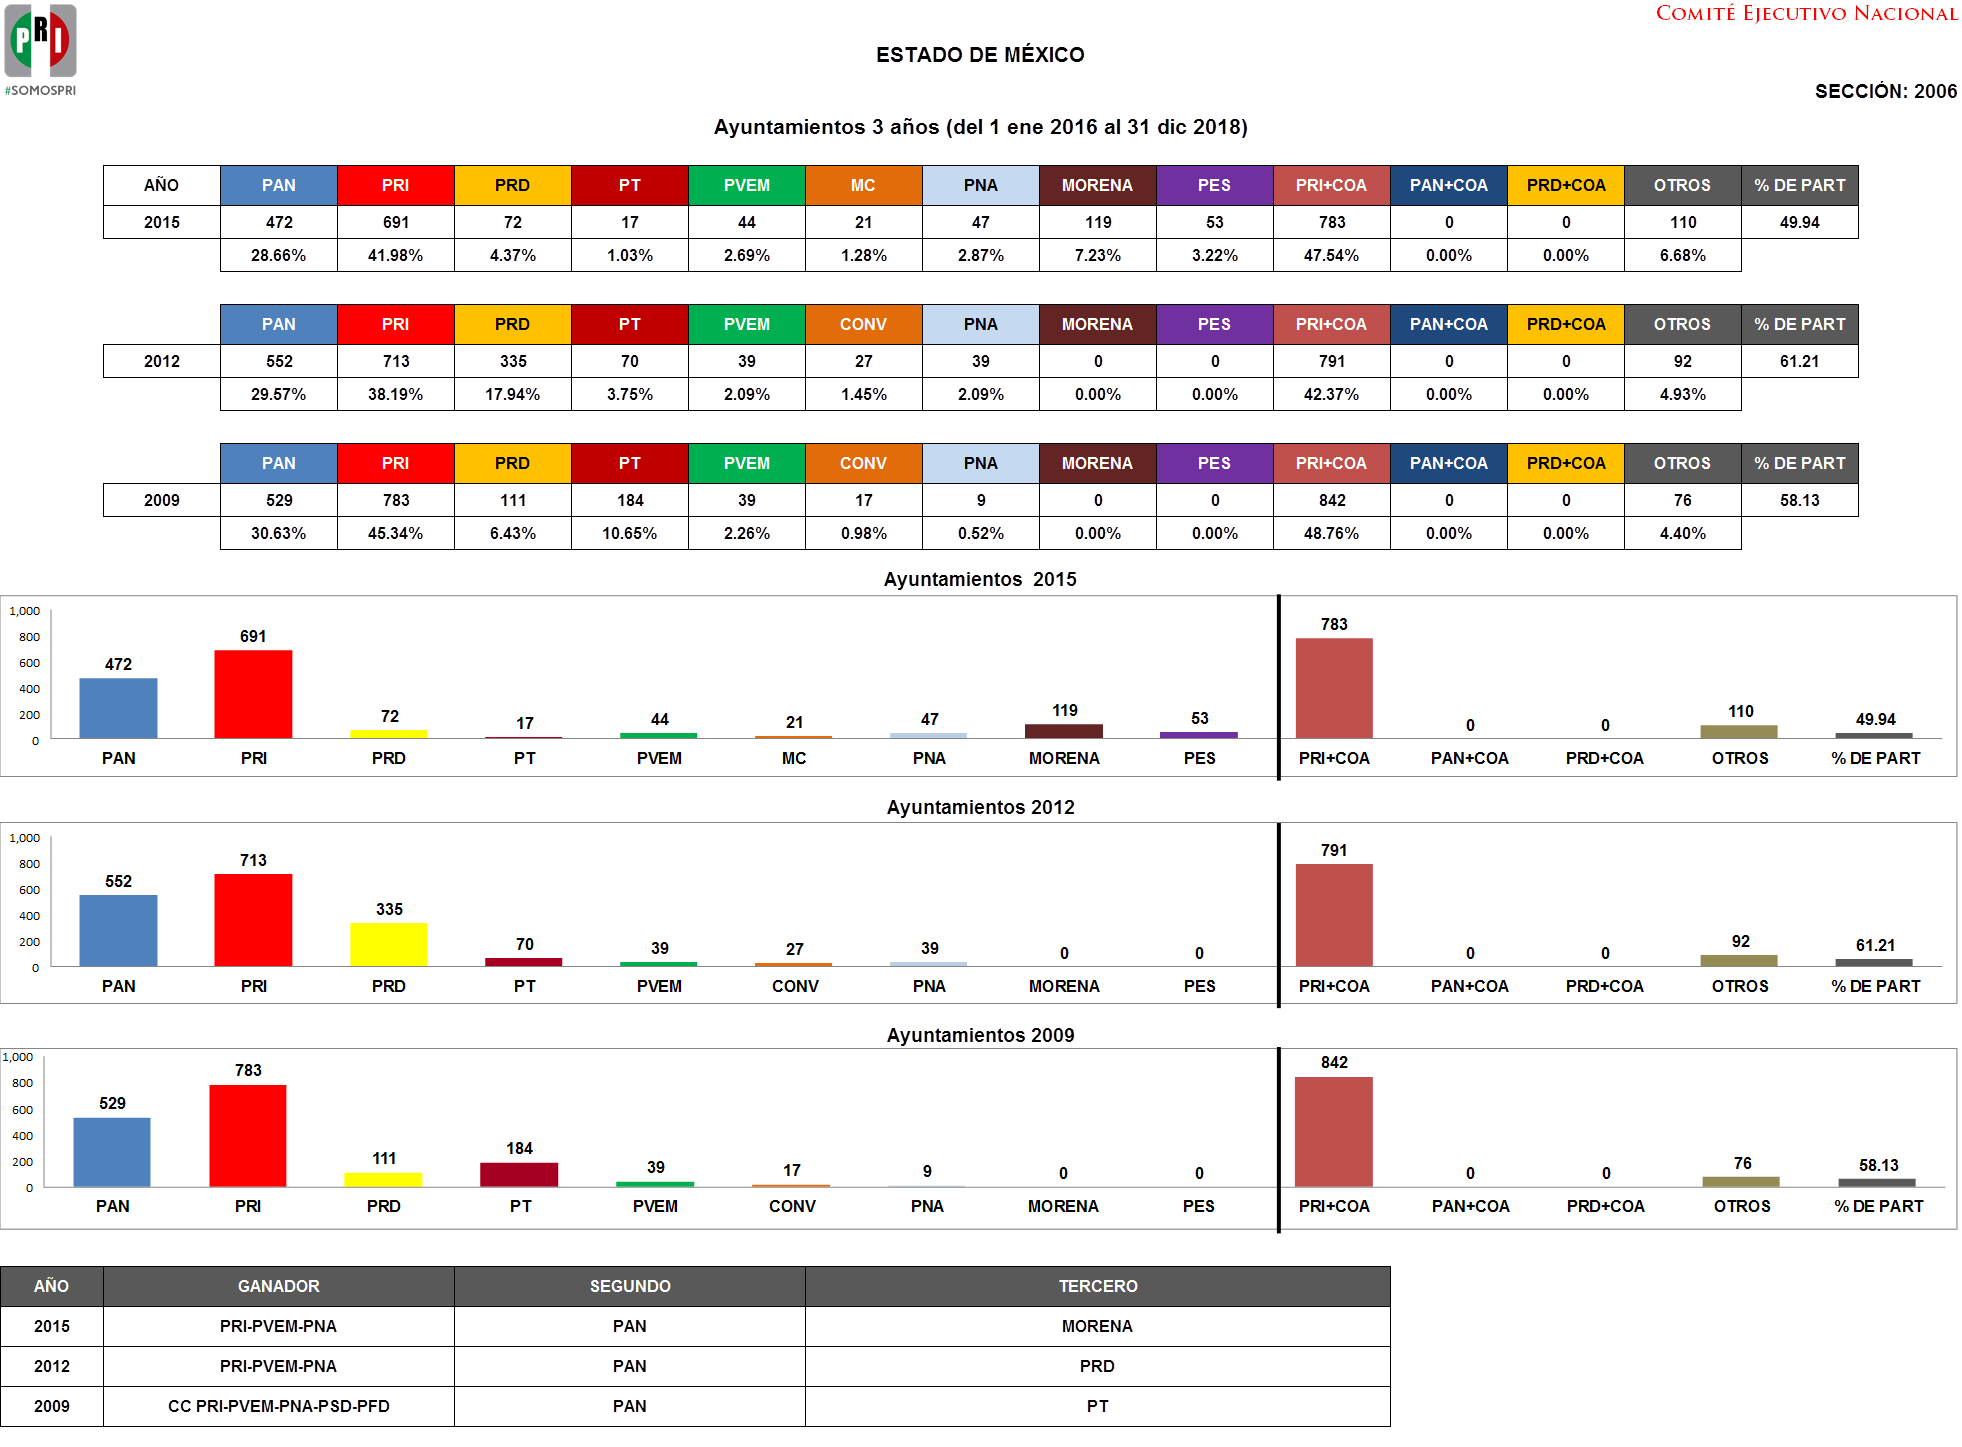 PRI
#SOMOSPRI
COMITÉ EJECUTIVO NACIONAL
ESTADO DE MÉXICO
SECCIÓN: 2006
Ayuntamientos 3 años (del 1 ene 2016 al 31 dic 2018)
AÑO PAN PRI PRD PT PVEM MC PNA MORENA PES PRI+COA PAN+COA PRD+COA OTROS % DE PART
2015 472 691 72 17 44 21 47 119 53 783 0 0 110 49.94
28.66% 41.98% 4.37% 1.03% 2.69% 1.28% 2.87% 7.23% 3.22% 47.54% 0.00% 0.00% 6.68%
PAN PRI PRD PT PVEM CONV PNA MORENA PES PRI+COA PAN+COA PRD+COA OTROS % DE PART
2012 552 713 335 70 39 27 39 0 0 791 0 0 92 61.21
29.57% 38.19% 17.94% 3.75% 2.09% 1.45% 2.09% 0.00% 0.00% 42.37% 0.00% 0.00% 4.93%
PAN PRI PRD PT PVEM CONV PNA MORENA PES PRI+COA PAN+COA PRD+COA OTROS % DE PART
2009 529 783 111 184 39 17 9 0 0 842 0 0 76 58.13
30.63% 45.34% 6.43% 10.65% 2.26% 0.98% 0.52% 0.00% 0.00% 48.76% 0.00% 0.00% 4.40%
Ayuntamientos 2015
1,000
800
600
400
200
0
472 691 72 17 44 21 47 119 53 783 0 0 110 49.94
PAN PRI PRD PT PVEM MC PNA MORENA PES PRI+COA PAN+COA PRD+COA OTROS % DE PART
Ayuntamientos 2012
1,000
800
600
400
200
0
552 713 335 70 39 27 39 0 0 791 0 0 92 61.21
PAN PRI PRD PT PVEM CONV PNA MORENA PES PRI+COA PAN+COA PRD+COA OTROS % DE PART
Ayuntamientos 2009
1,000
800
600
400
200
0
529 783 111 184 39 17 9 0 0 842 0 0 76 58.13
PAN PRI PRD PT PVEM CONV PNA MORENA PES PRI+COA PAN+COA PRD+COA OTROS % DE PART
AÑO GANADOR SEGUNDO TERCERO
2015 PRI-PVEM-PNA PAN MORENA
2012 PRI-PVEM-PNA PAN PRD
2009 CC PRI-PVEM-PNA-PSD-PFD PAN PT